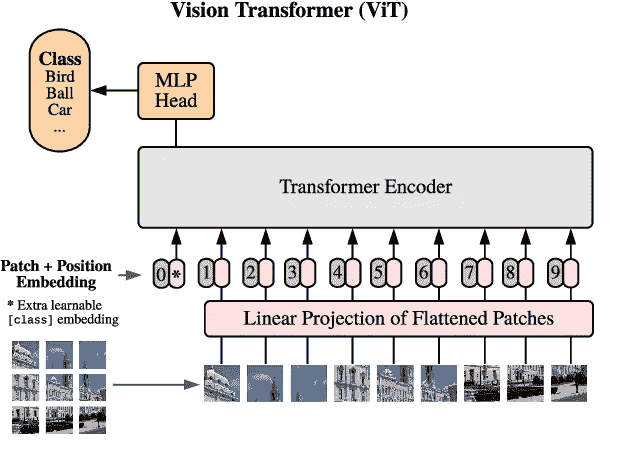 Vision Transformer (ViT)
Class
Bird
Ball
Car
...
MLP
Head
Transformer Encoder
Patch + Position
Embedding
0 * 1 2 3 4 5 6 7 8 9
* Extra learnable
[class] embedding
Linear Projection of Flattened Patches